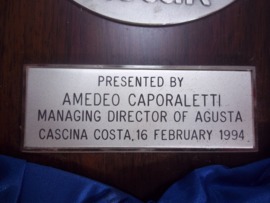 PRESENTED BY
AMEDEO CAPORALETTI
MANAGING DIRECTOR OF AGUSTA
CASCINA COSTA, 16 FEBRUARY 1994